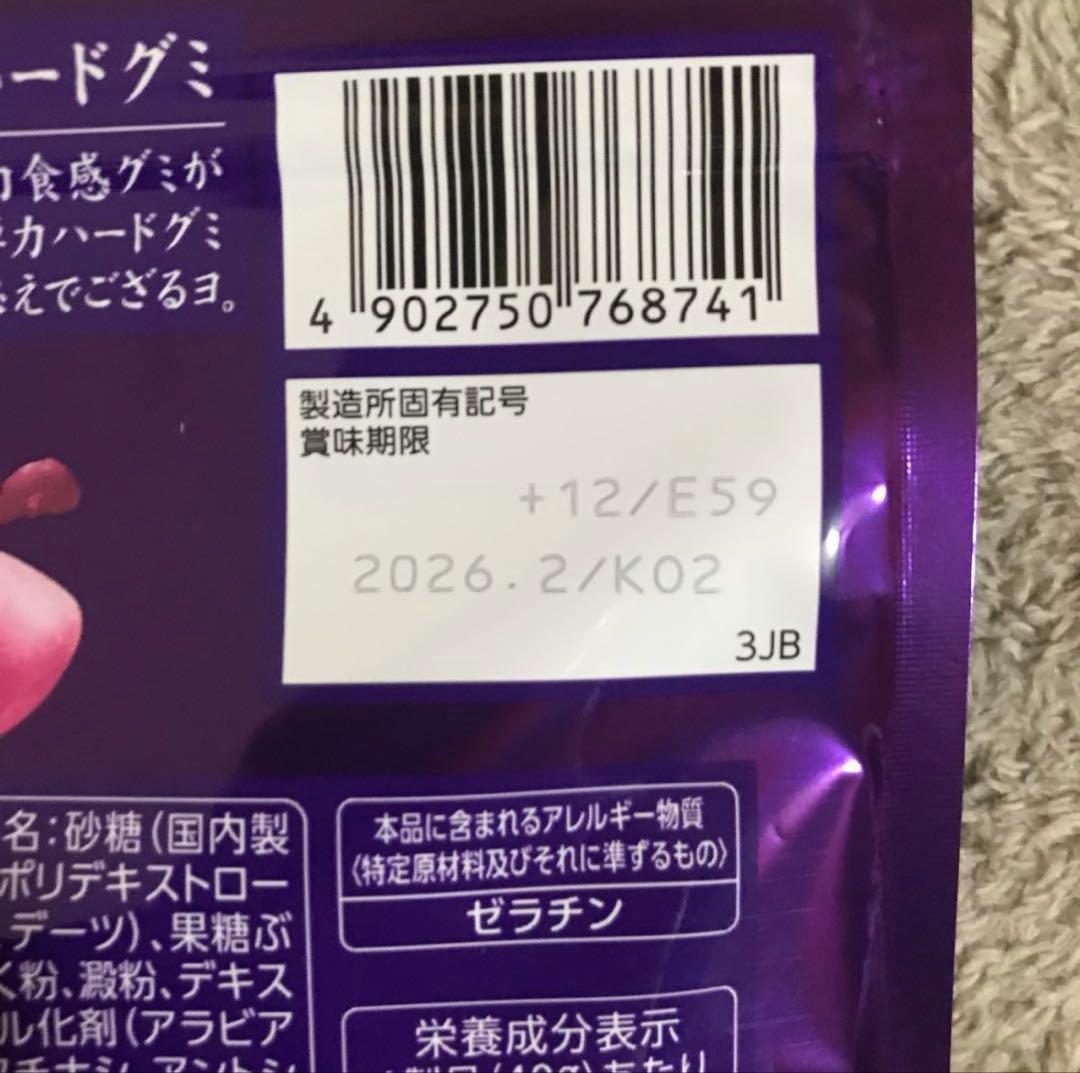 ードグミ
食感グミが
力ハードグミ
えでござるヨ。
4 902750 768741
製造所固有記号
賞味期限
+12/E59
2026.2/K02
3JB
名:砂糖(国内製
ポリデキストロー
デーツ)、果糖ぶ
く粉、澱粉、デキス
ル化剤(アラビア
本品に含まれるアレルギー物質
〈特定原材料及びそれに準ずるもの〉
ゼラチン
栄養成分表示